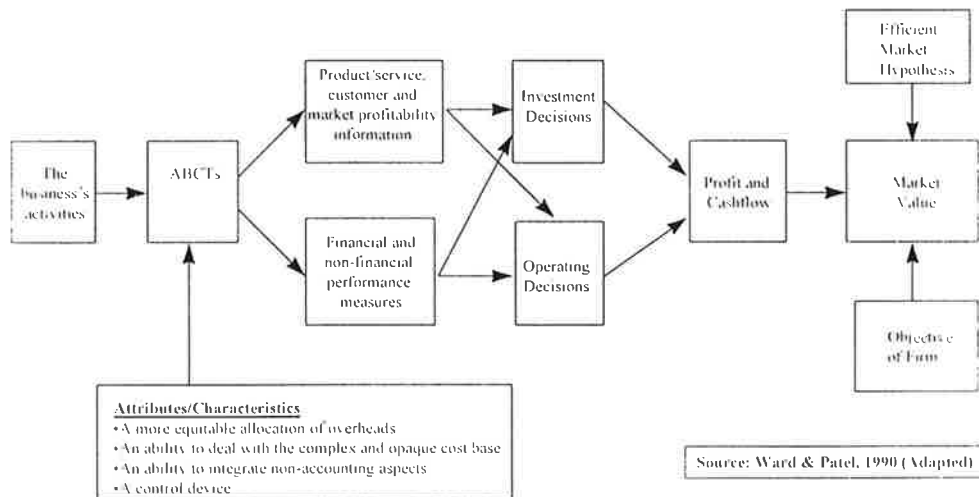 Efficient
Market
Hypothesis
Product/service,
customer and
market profitability
information
Investment
Decisions
The
business's
activities
ABCTs
Profit and
Cashflow
Market
Value
Financial and
non-financial
performance
measures
Operating
Decisions
Objective
of Firm
Attributes/Characteristics
•A more equitable allocation of overheads
•An ability to deal with the complex and opaque cost base
•An ability to integrate non-accounting aspects
•A control device
Source: Ward & Patel, 1990 (Adapted)